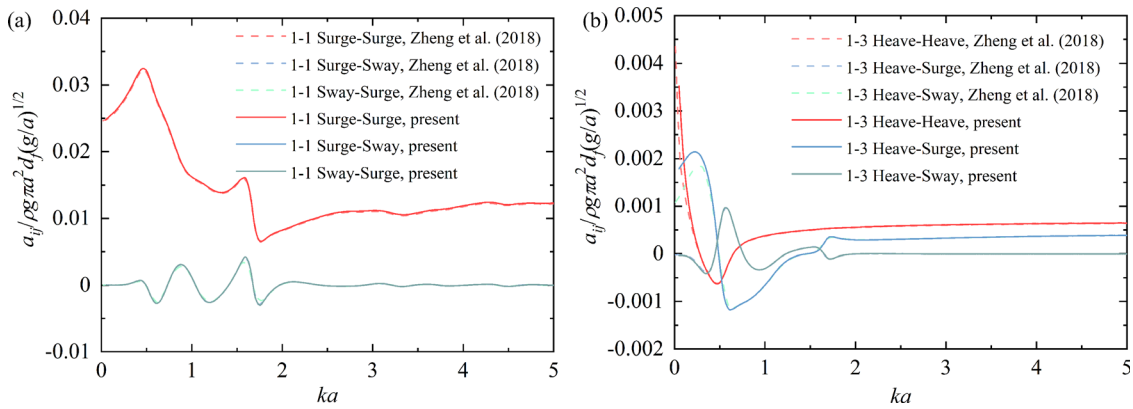 (a)
0.04
0.03
0.02
0.01
0
-0.01
a_ij/ρgπa²d_f(g/a)^1/2
1-1 Surge-Surge, Zheng et al. (2018)
1-1 Surge-Sway, Zheng et al. (2018)
1-1 Sway-Surge, Zheng et al. (2018)
1-1 Surge-Surge, present
1-1 Surge-Sway, present
1-1 Sway-Surge, present
0 1 2 3 4 5
ka
(b)
0.005
0.004
0.003
0.002
0.001
0
-0.001
-0.002
a_ij/ρgπa²d_f(g/a)^1/2
1-3 Heave-Heave, Zheng et al. (2018)
1-3 Heave-Surge, Zheng et al. (2018)
1-3 Heave-Sway, Zheng et al. (2018)
1-3 Heave-Heave, present
1-3 Heave-Surge, present
1-3 Heave-Sway, present
0 1 2 3 4 5
ka